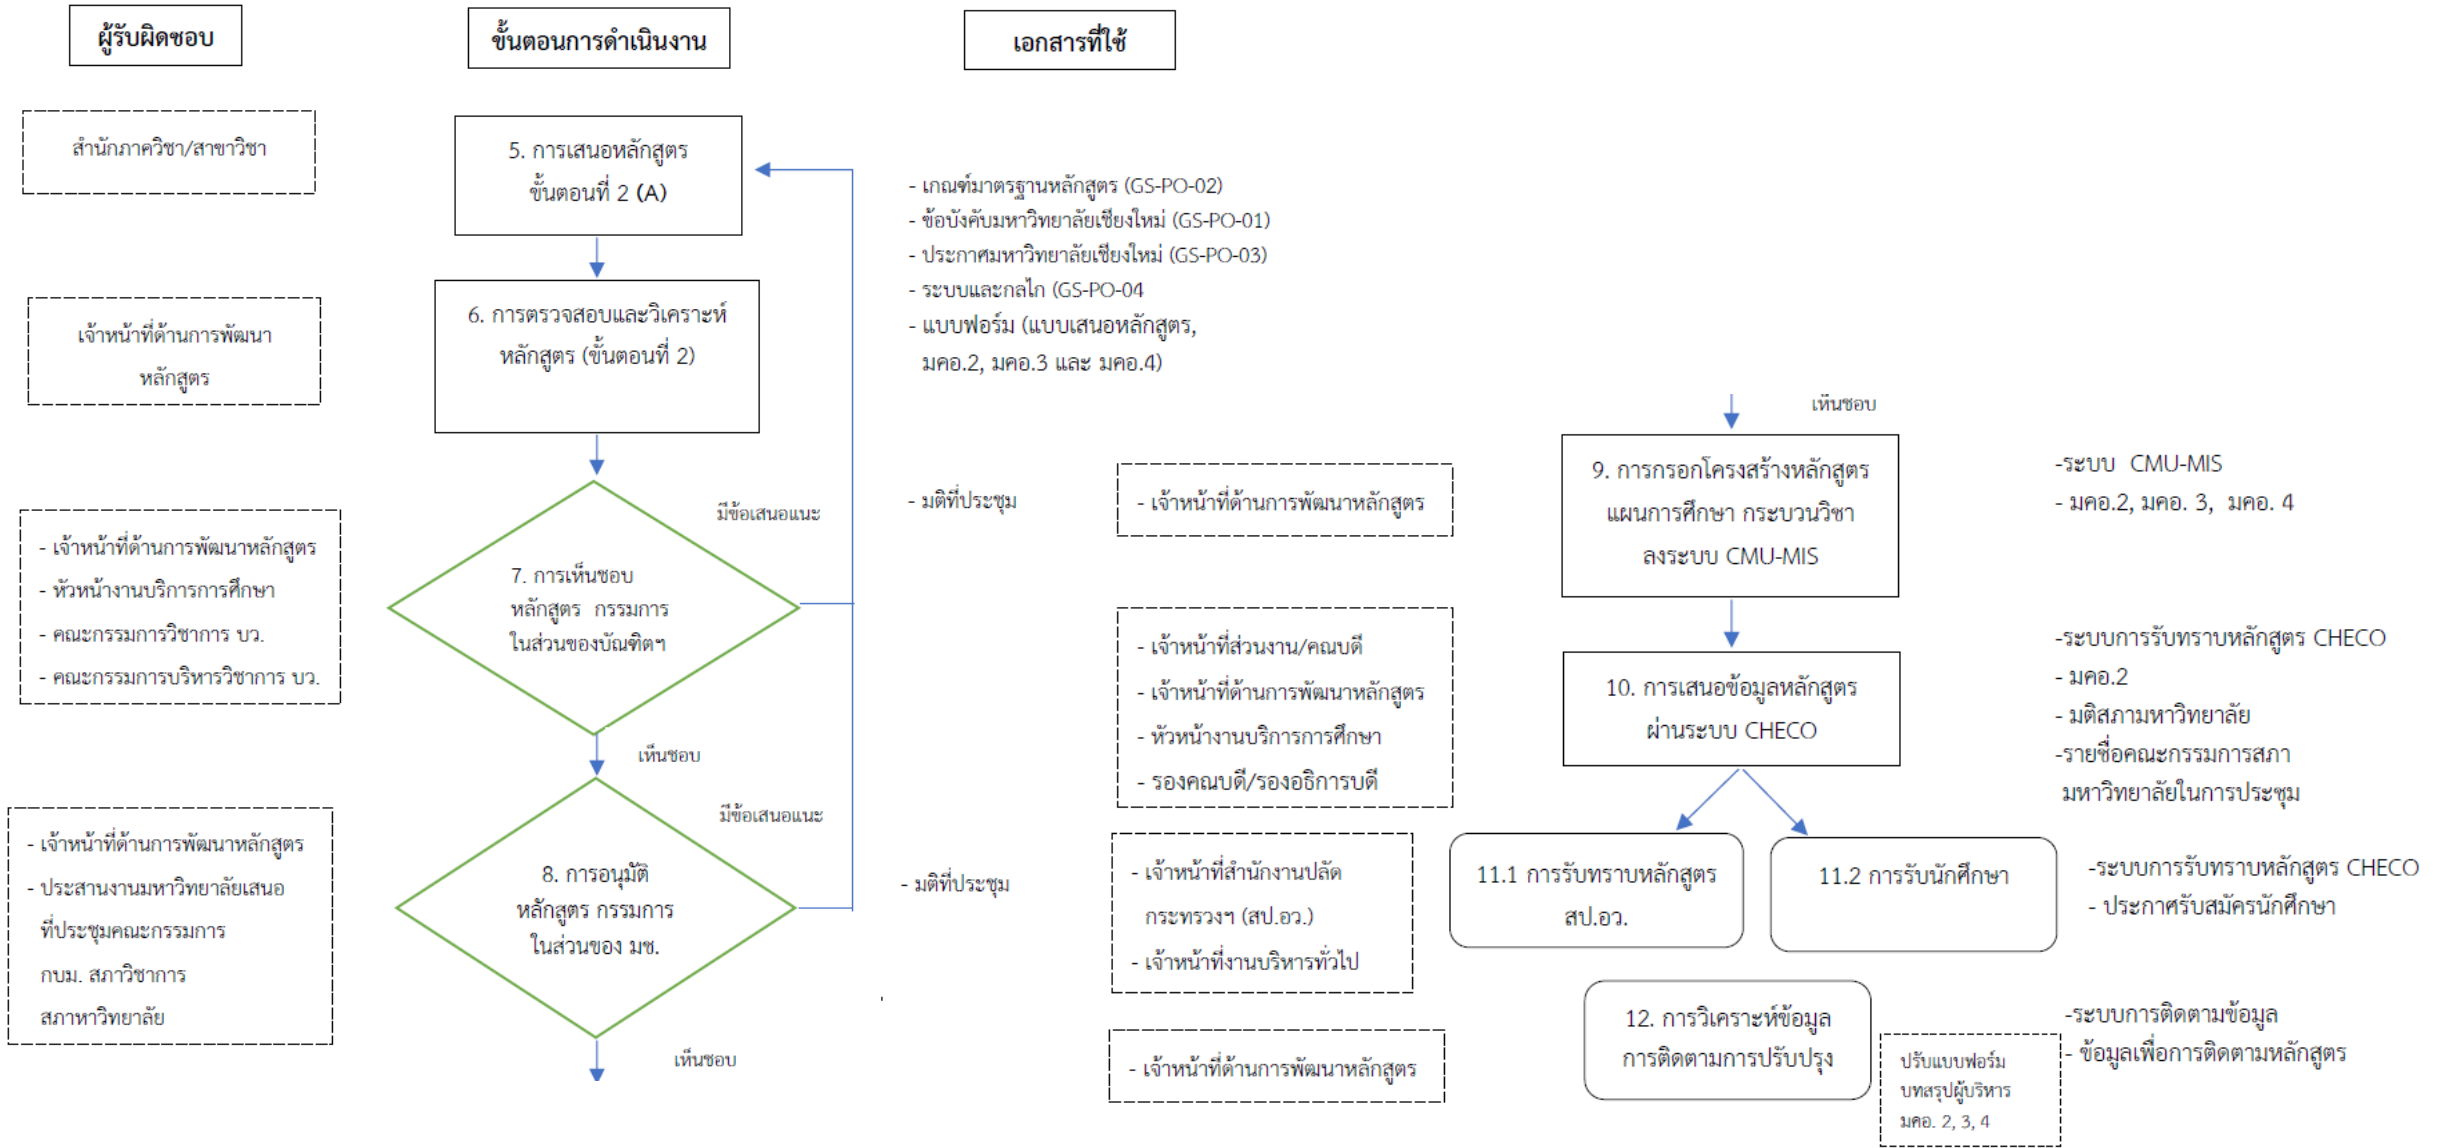 ผู้รับผิดชอบ
ขั้นตอนการดำเนินงาน
เอกสารที่ใช้
สำนักภาควิชา/สาขาวิชา
5. การเสนอหลักสูตร
ขั้นตอนที่ 2 (A)
- เกณฑ์มาตรฐานหลักสูตร (GS-PO-02)
- ข้อบังคับมหาวิทยาลัยเชียงใหม่ (GS-PO-01)
- ประกาศมหาวิทยาลัยเชียงใหม่ (GS-PO-03)
- ระบบและกลไก (GS-PO-04
- แบบฟอร์ม (แบบเสนอหลักสูตร,
มคอ.2, มคอ.3 และ มคอ.4)
เจ้าหน้าที่ด้านการพัฒนา
หลักสูตร
6. การตรวจสอบและวิเคราะห์
หลักสูตร (ขั้นตอนที่ 2)
- เจ้าหน้าที่ด้านการพัฒนาหลักสูตร
- หัวหน้างานบริการการศึกษา
- คณะกรรมการวิชาการ บว.
- คณะกรรมการบริหารวิชาการ บว.
7. การเห็นชอบ
หลักสูตร กรรมการ
ในส่วนของบัณฑิตฯ
มีข้อเสนอแนะ
- มติที่ประชุม
เห็นชอบ
- เจ้าหน้าที่ด้านการพัฒนาหลักสูตร
- ประสานงานมหาวิทยาลัยเสนอ
ที่ประชุมคณะกรรมการ
กบม. สภาวิชาการ
สภาหาวิทยาลัย
8. การอนุมัติ
หลักสูตร กรรมการ
ในส่วนของ มช.
มีข้อเสนอแนะ
- มติที่ประชุม
เห็นชอบ
เห็นชอบ
- เจ้าหน้าที่ด้านการพัฒนาหลักสูตร
9. การกรอกโครงสร้างหลักสูตร
แผนการศึกษา กระบวนวิชา
ลงระบบ CMU-MIS
-ระบบ CMU-MIS
- มคอ.2, มคอ. 3, มคอ. 4
- เจ้าหน้าที่ส่วนงาน/คณบดี
- เจ้าหน้าที่ด้านการพัฒนาหลักสูตร
- หัวหน้างานบริการการศึกษา
- รองคณบดี/รองอธิการบดี
10. การเสนอข้อมูลหลักสูตร
ผ่านระบบ CHECO
-ระบบการรับทราบหลักสูตร CHECO
- มคอ.2
- มติสภามหาวิทยาลัย
-รายชื่อคณะกรรมการสภา
มหาวิทยาลัยในการประชุม
- เจ้าหน้าที่สำนักงานปลัด
กระทรวงฯ (สป.อว.)
- เจ้าหน้าที่งานบริหารทั่วไป
11.1 การรับทราบหลักสูตร
สป.อว.
11.2 การรับนักศึกษา
-ระบบการรับทราบหลักสูตร CHECO
- ประกาศรับสมัครนักศึกษา
- เจ้าหน้าที่ด้านการพัฒนาหลักสูตร
12. การวิเคราะห์ข้อมูล
การติดตามการปรับปรุง
ปรับแบบฟอร์ม
บทสรุปผู้บริหาร
มคอ. 2, 3, 4
-ระบบการติดตามข้อมูล
- ข้อมูลเพื่อการติดตามหลักสูตร